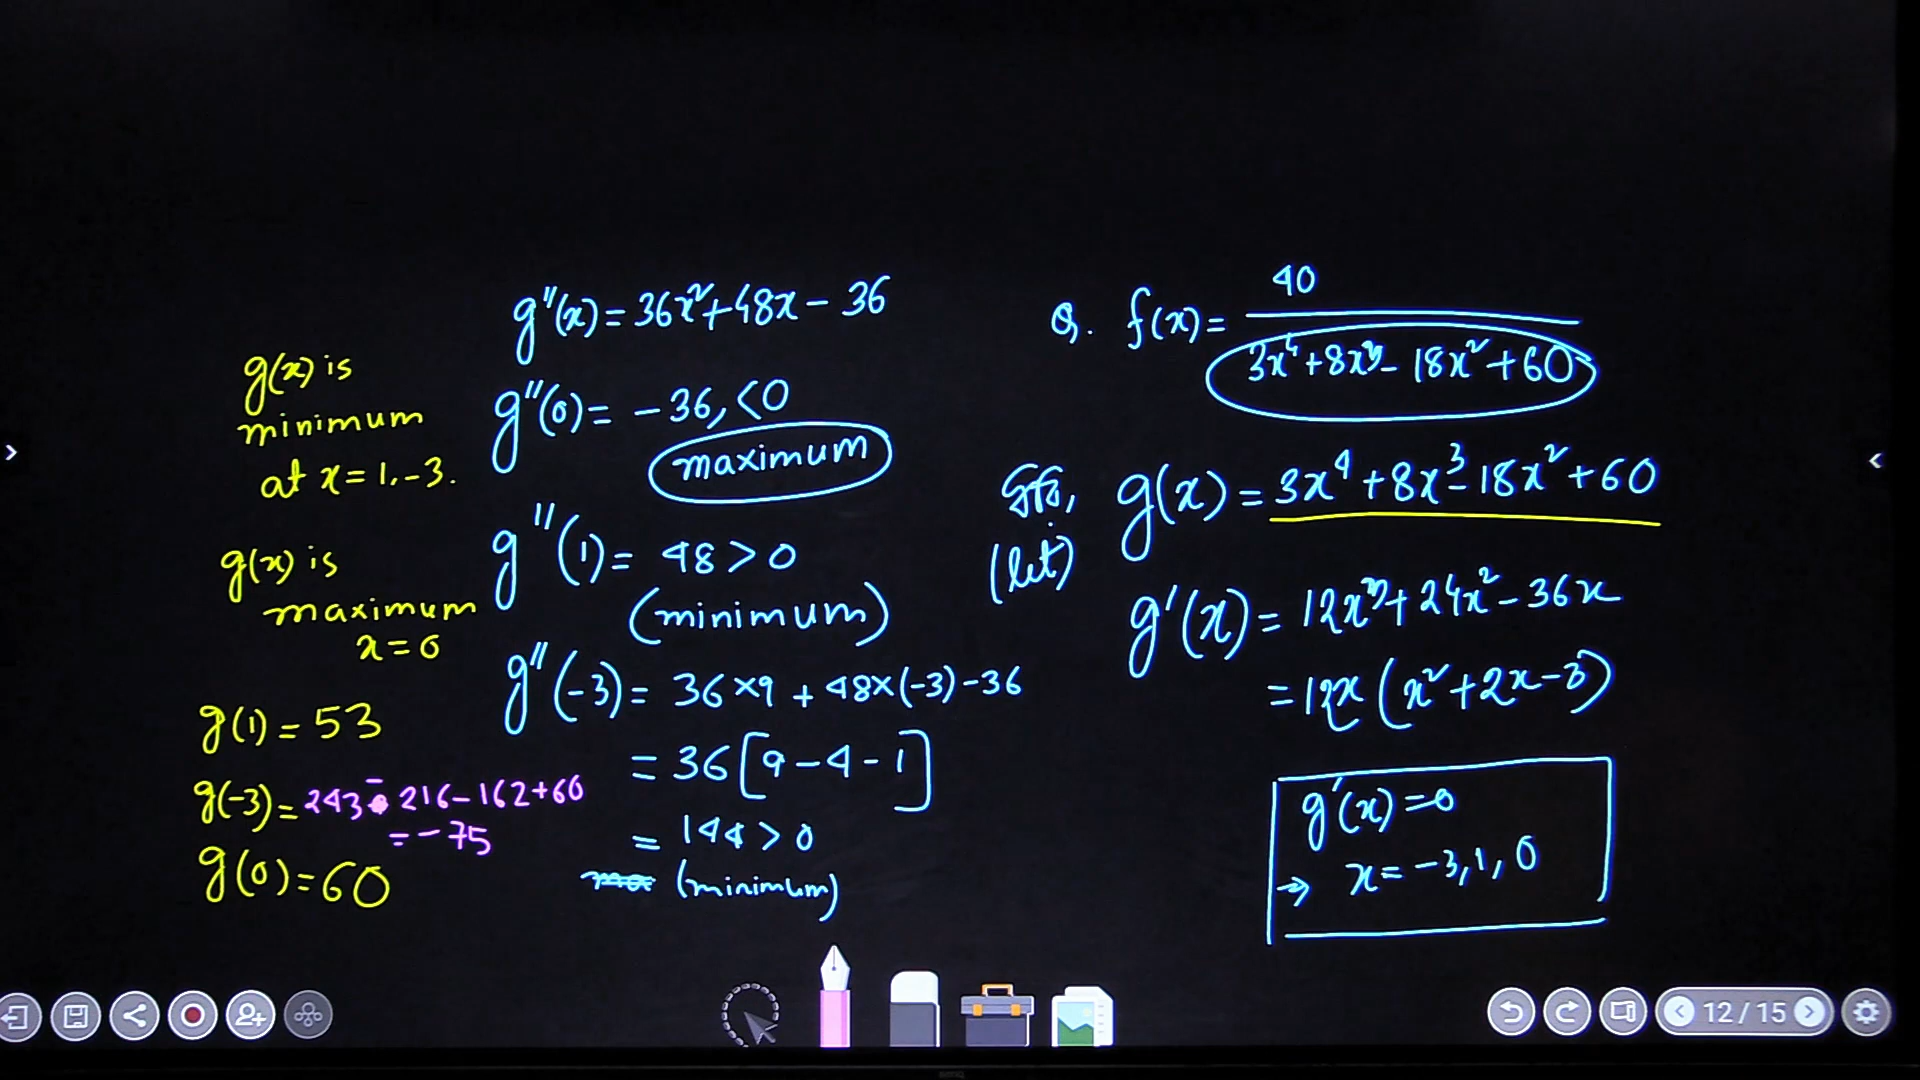 Q. f(x) = 40 / (3x⁴ + 8x³ - 18x² + 60)
(let) g(x) = 3x⁴ + 8x³ - 18x² + 60
g'(x) = 12x³ + 24x² - 36x
= 12x (x² + 2x - 3)
g'(x) = 0
→ x = -3, 1, 0
g''(x) = 36x² + 48x - 36
g''(0) = -36, < 0
maximum
g''(1) = 48 > 0
(minimum)
g''(-3) = 36 × 9 + 48 × (-3) - 36
= 36 [9 - 4 - 1]
= 144 > 0
(minimum)
g(x) is
minimum
at x = 1, -3.
g(x) is
maximum
x = 0
g(1) = 53
g(-3) = 243 - 216 - 162 + 60
= -75
g(0) = 60
12 / 15